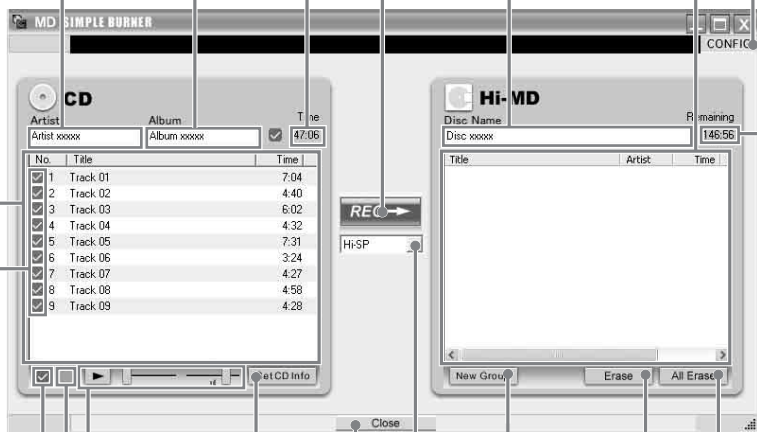 MD SIMPLE BURNER
CONFIG
CD
Artist
Album
Time
Artist xxxxx
Album xxxxx
47:06
No. Title Time
1 Track 01 7:04
2 Track 02 4:40
3 Track 03 6:02
4 Track 04 4:32
5 Track 05 7:31
6 Track 06 3:24
7 Track 07 4:27
8 Track 08 4:58
9 Track 09 4:28
Get CD Info
REC
Hi-SP
Hi-MD
Disc Name
Remaining
Disc xxxxx
146:56
Title Artist Time
New Group
Erase
All Erase
Close